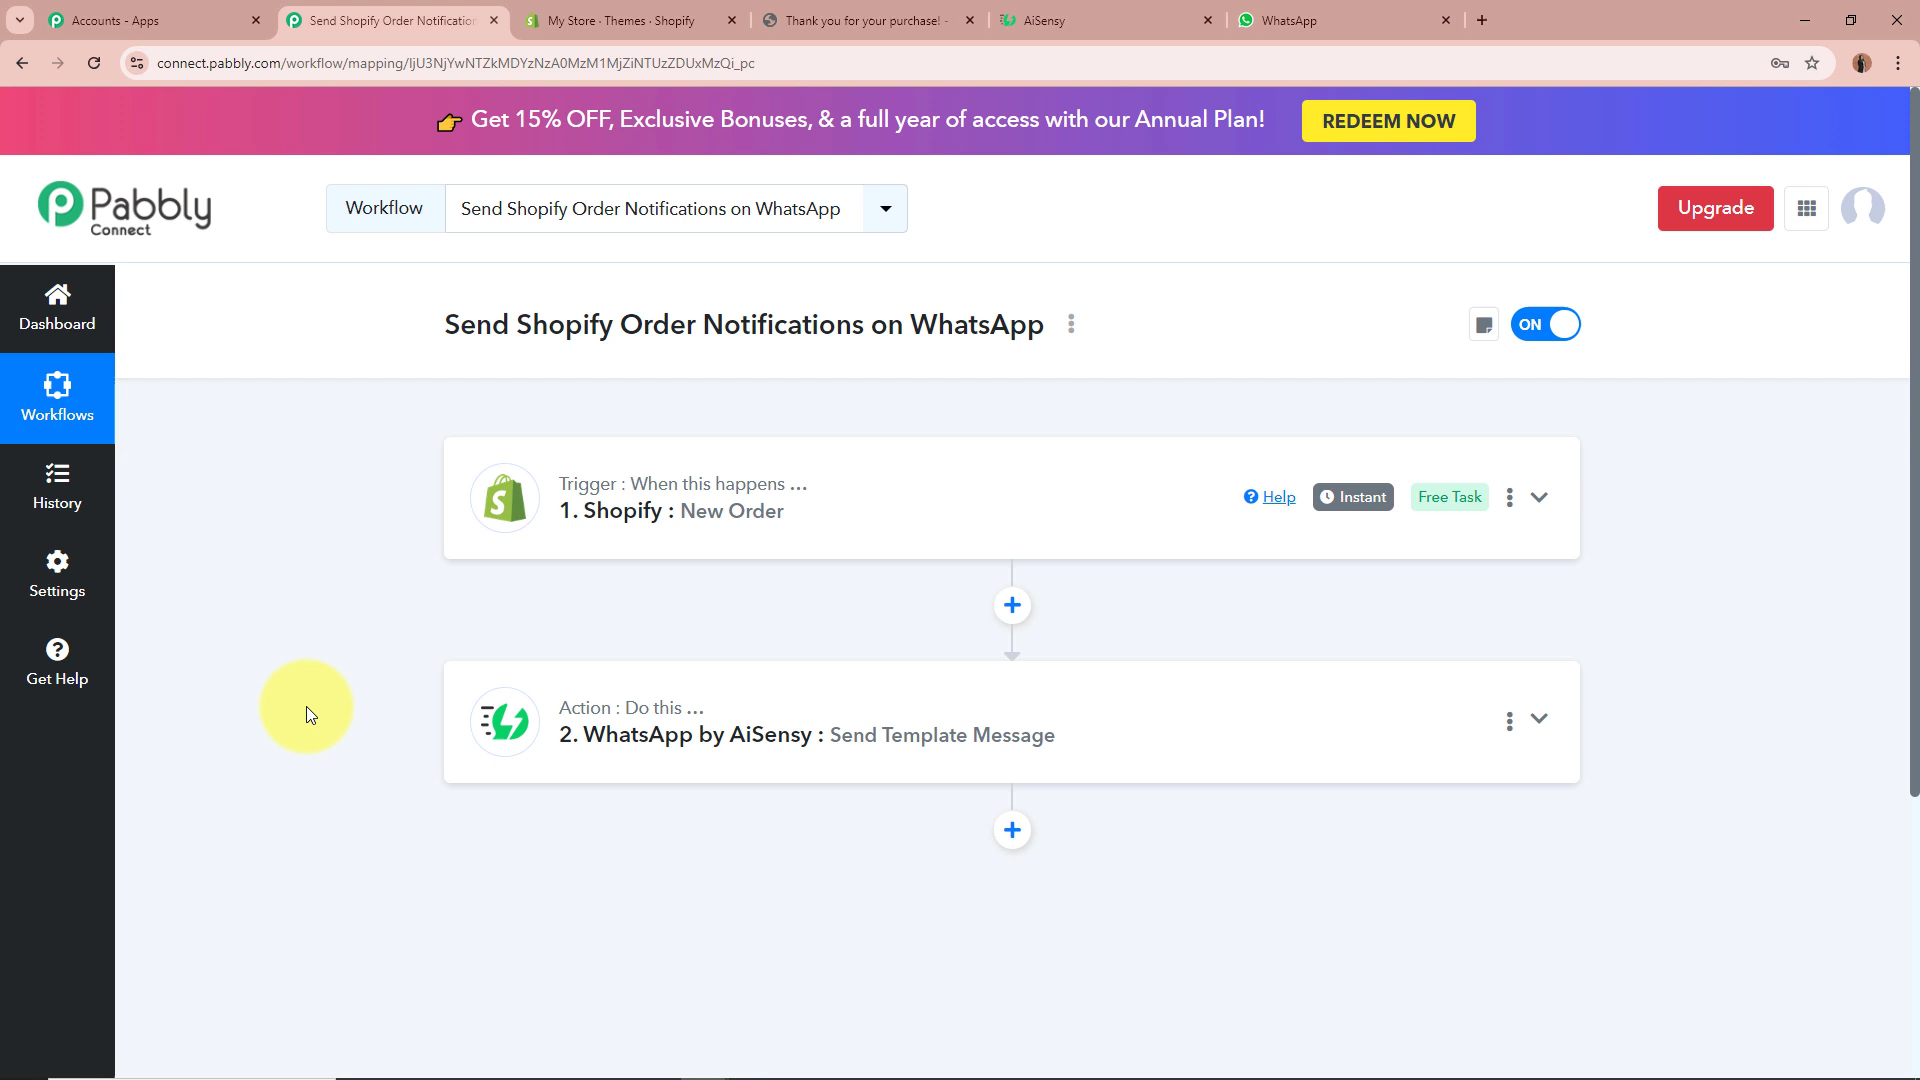 Accounts - Apps
Send Shopify Order Notification
My Store · Themes · Shopify
Thank you for your purchase! -
AiSensy
WhatsApp
connect.pabbly.com/workflow/mapping/IjU3NjYwNTZkMDYzNzA0MzM1MjZiNTUzZDUxMzQi_pc
👉 Get 15% OFF, Exclusive Bonuses, & a full year of access with our Annual Plan!
REDEEM NOW
Pabbly
Connect
Workflow
Send Shopify Order Notifications on WhatsApp
Upgrade
Dashboard
Workflows
History
Settings
Get Help
Send Shopify Order Notifications on WhatsApp
ON
Trigger : When this happens ...
1. Shopify : New Order
Help
Instant
Free Task
Action : Do this ...
2. WhatsApp by AiSensy : Send Template Message